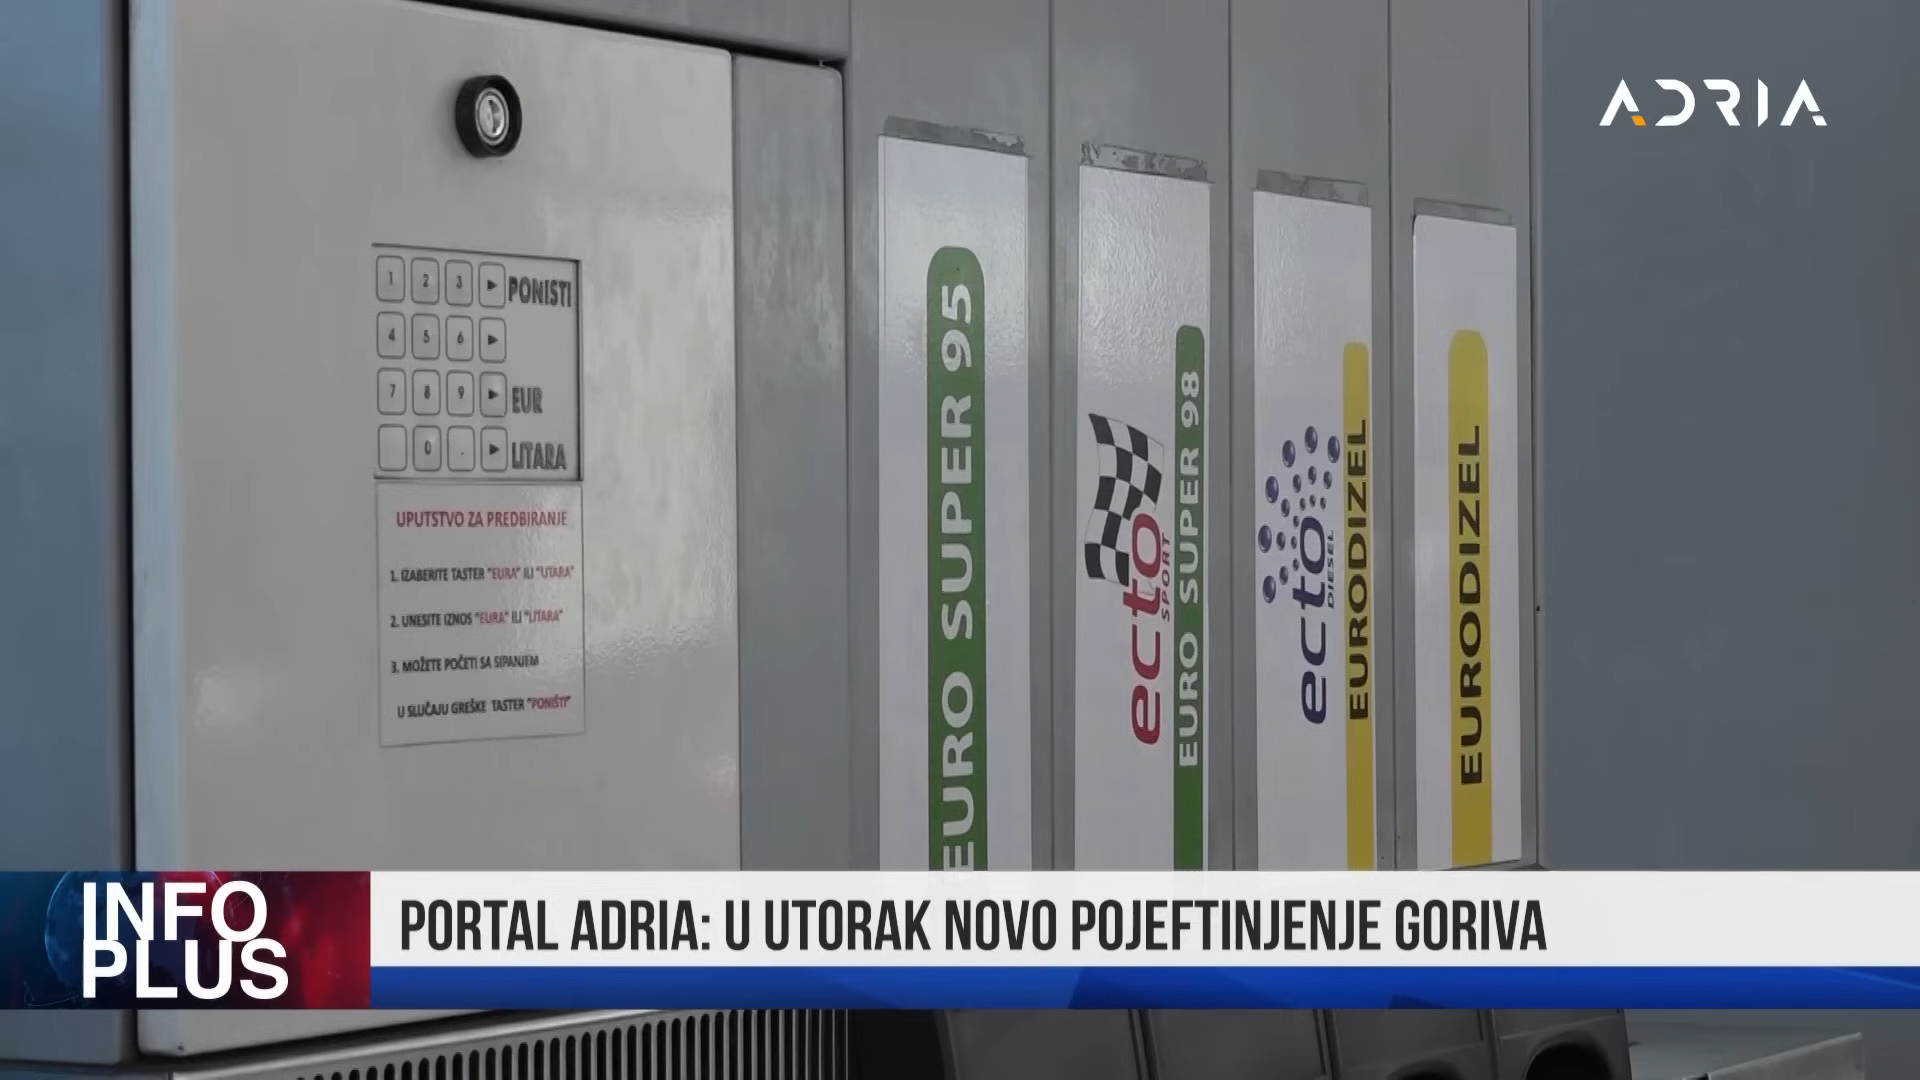 ADRIA
1 2 3 PONISTI
4 5 6
7 8 9 EUR
0 . LITARA
UPUTSTVO ZA PREDBIRANJE
1. IZABERITE TASTER "EURA" ILI "LITARA"
2. UNESITE IZNOS "EURA" ILI "LITARA"
3. MOŽETE POČETI SA SIPANJEM
U SLUČAJU GREŠKE TASTER "PONIŠTI"
EURO SUPER 95
ecto
SPORT
EURO SUPER 98
ecto
DIESEL
EURODIZEL
EURODIZEL
INFO
PLUS
PORTAL ADRIA: U UTORAK NOVO POJEFTINJENJE GORIVA